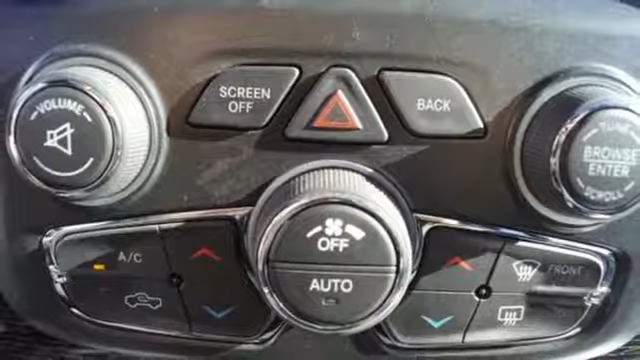 VOLUME
SCREEN
OFF
BACK
TUNE
BROWSE
ENTER
SCROLL
A/C
OFF
AUTO
FRONT